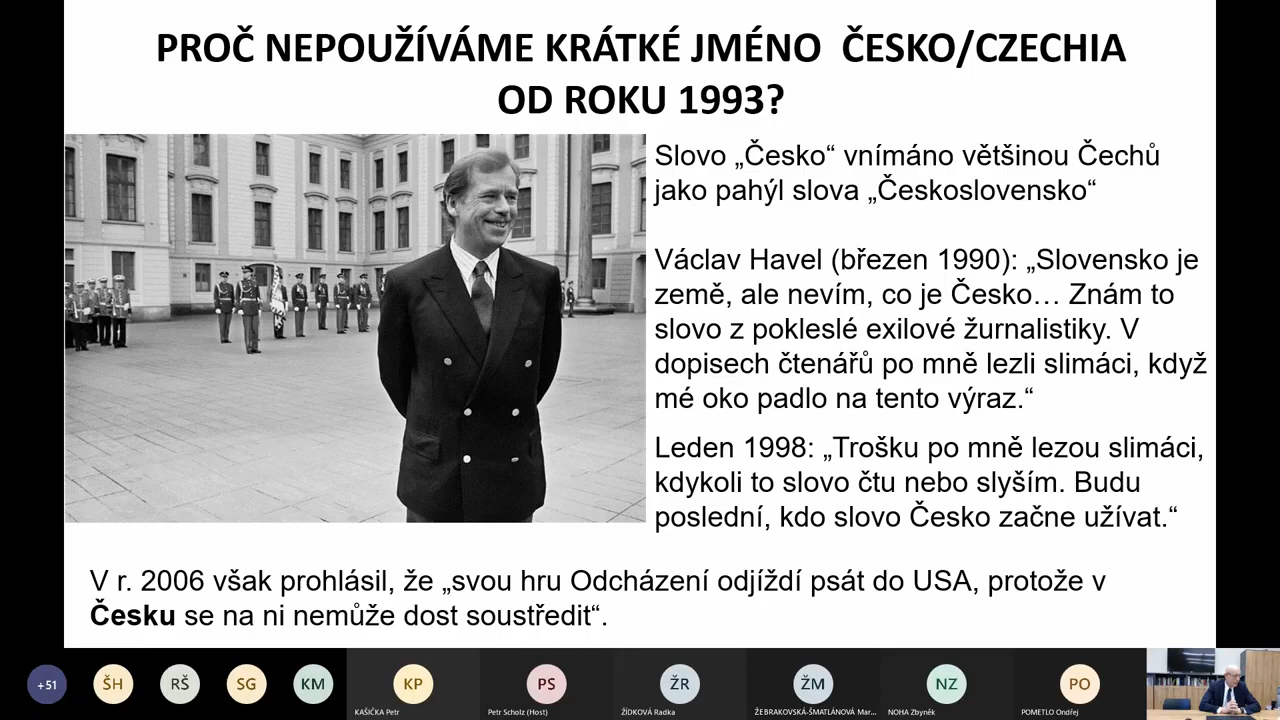 PROČ NEPOUŽÍVÁME KRÁTKÉ JMÉNO ČESKO/CZECHIA
OD ROKU 1993?
Slovo „Česko“ vnímáno většinou Čechů
jako pahýl slova „Československo“
Václav Havel (březen 1990): „Slovensko je
země, ale nevím, co je Česko… Znám to
slovo z pokleslé exilové žurnalistiky. V
dopisech čtenářů po mně lezli slimáci, když
mé oko padlo na tento výraz.“
Leden 1998: „Trošku po mně lezou slimáci,
kdykoli to slovo čtu nebo slyším. Budu
poslední, kdo slovo Česko začne užívat.“
V r. 2006 však prohlásil, že „svou hru Odcházení odjíždí psát do USA, protože v
Česku se na ni nemůže dost soustředit“.
+51 ŠH RŠ SG KM KP PS ŽR ŽM NZ PO
KAŠIČKA Petr Petr Scholz (Host) ŽÍDKOVÁ Radka ŽEBRAKOVSKÁ-ŠMATLÁNOVÁ Mar... NOHA Zbyněk POMETLO Ondřej